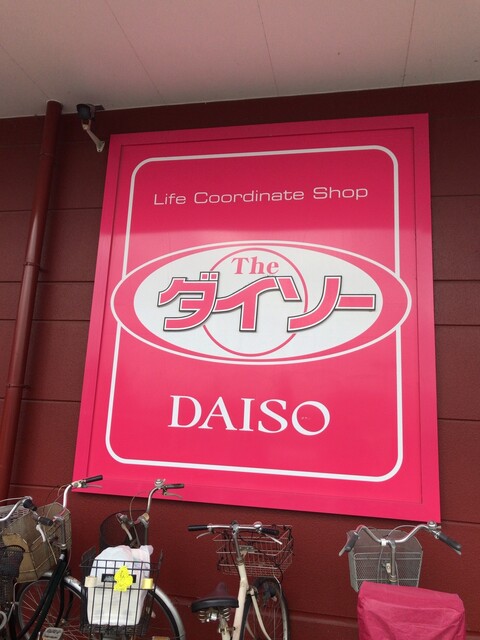 Life Coordinate Shop
The
ダイソー
DAISO